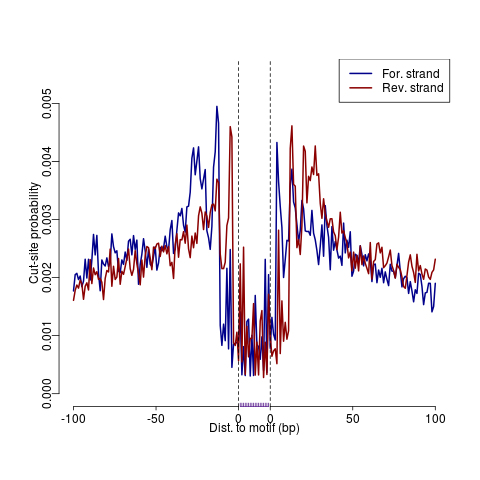 For. strand
Rev. strand
Cut-site probability
0.005
0.004
0.003
0.002
0.001
0.000
-100 -50 0 0 50 100
Dist. to motif (bp)